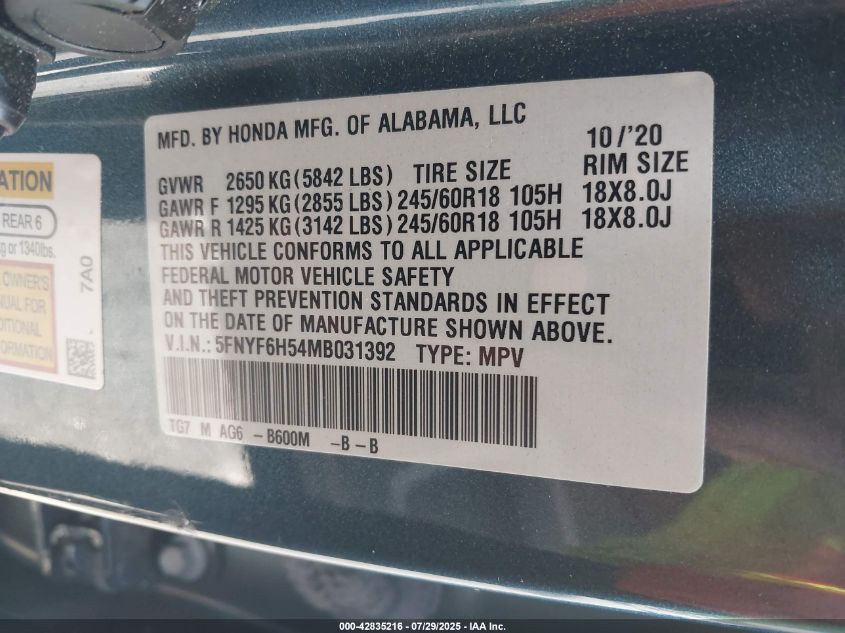 MFD. BY HONDA MFG. OF ALABAMA, LLC 10/'20
GVWR 2650 KG (5842 LBS) TIRE SIZE RIM SIZE
GAWR F 1295 KG (2855 LBS) 245/60R18 105H 18X8.0J
GAWR R 1425 KG (3142 LBS) 245/60R18 105H 18X8.0J
THIS VEHICLE CONFORMS TO ALL APPLICABLE
FEDERAL MOTOR VEHICLE SAFETY
AND THEFT PREVENTION STANDARDS IN EFFECT
ON THE DATE OF MANUFACTURE SHOWN ABOVE.
V.I.N.: 5FNYF6H54MB031392 TYPE: MPV
TG7 M AG6 - B600M - B - B
ATION
REAR 6
g or 1340lbs.
OWNER'S
NUAL FOR
DITIONAL
ORMATION
7A0
000-42835216 - 07/29/2025 - IAA Inc.